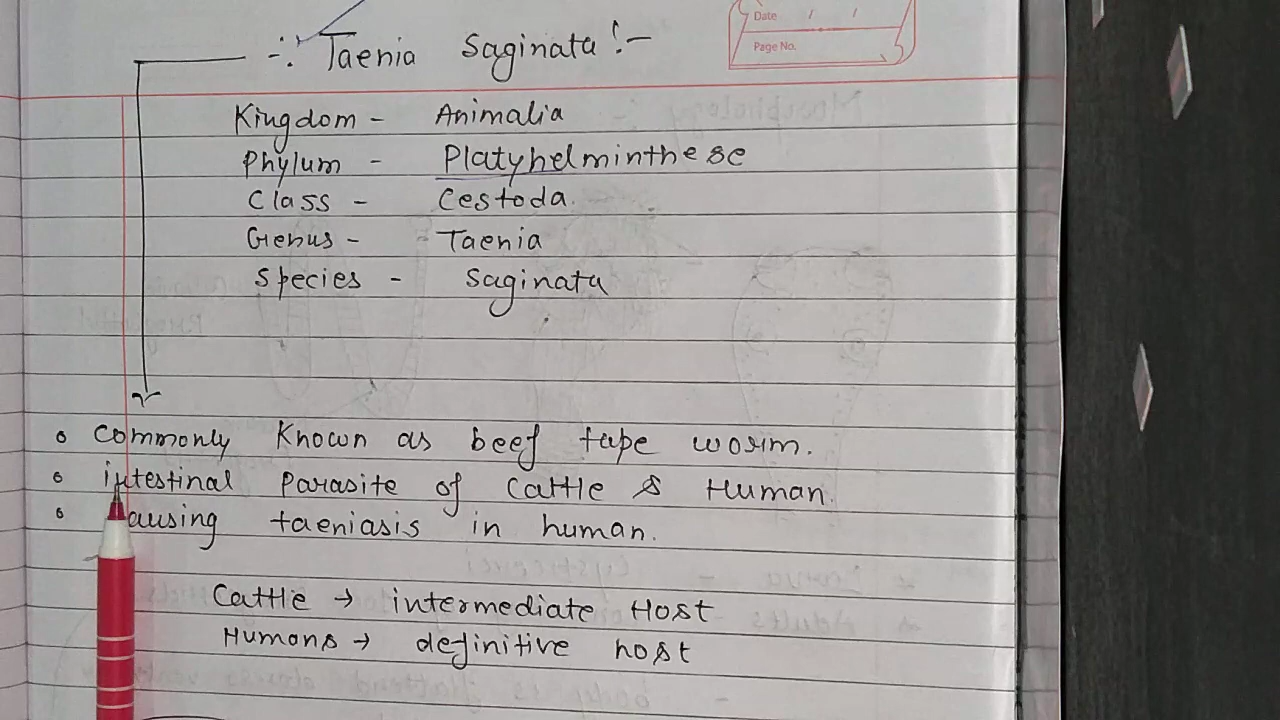 Date / /
Page No.
∴ Taenia Saginata :-
Kingdom - Animalia
Phylum - Platyhelminthese
Class - Cestoda.
Genus - Taenia
Species - Saginata
commonly known as beef tape worm.
intestinal Parasite of Cattle & Human.
ausing taeniasis in human.
Cattle → intermediate Host
Humans → definitive host